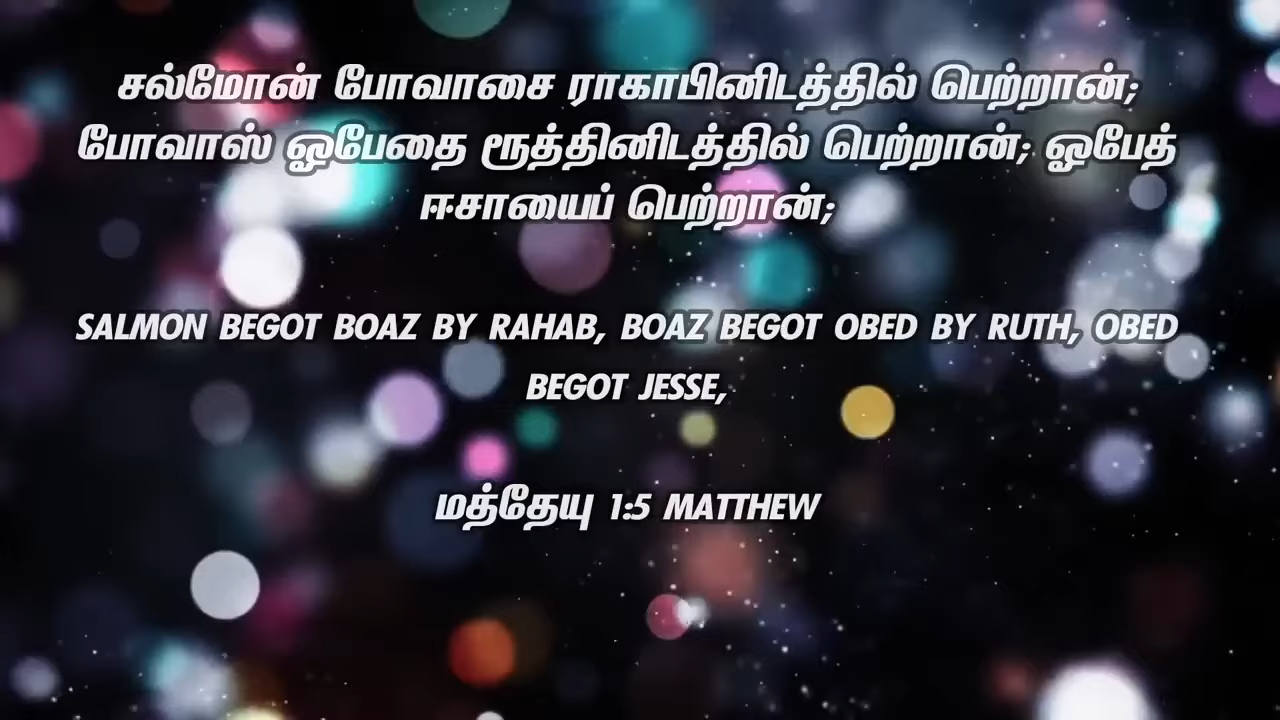 சல்மோன் போவாசை ராகாபினிடத்தில் பெற்றான்;
போவாஸ் ஓபேதை ரூத்தினிடத்தில் பெற்றான்; ஓபேத்
ஈசாயைப் பெற்றான்;
SALMON BEGOT BOAZ BY RAHAB, BOAZ BEGOT OBED BY RUTH, OBED
BEGOT JESSE,
மத்தேயு 1:5 MATTHEW